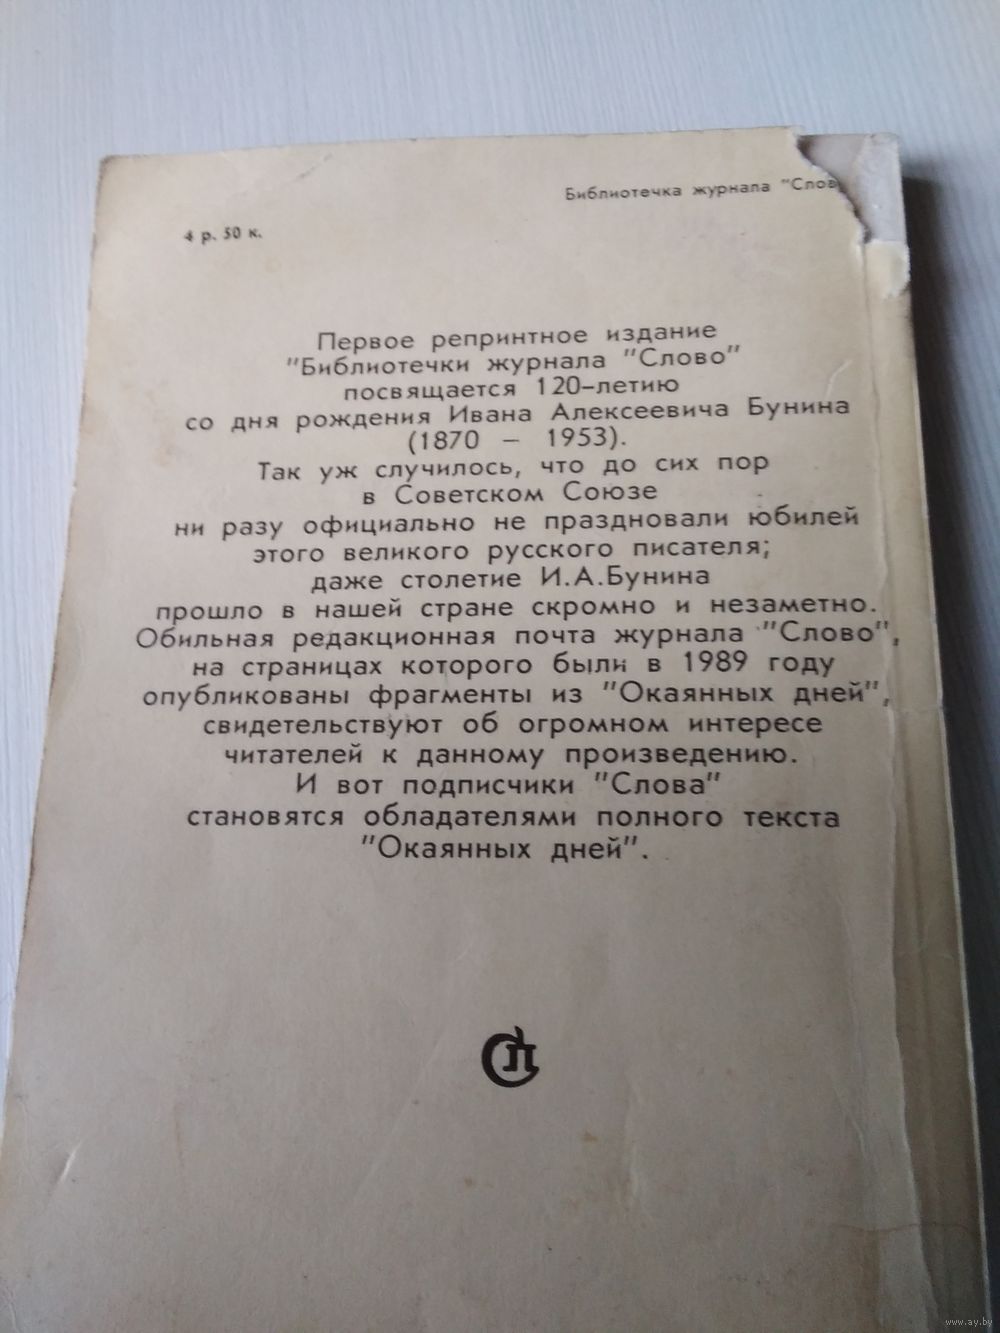 Библиотечка журнала "Слов
4 р. 50 к.
Первое репринтное издание
"Библиотечки журнала "Слово"
посвящается 120-летию
со дня рождения Ивана Алексеевича Бунина
(1870 – 1953).
Так уж случилось, что до сих пор
в Советском Союзе
ни разу официально не праздновали юбилей
этого великого русского писателя;
даже столетие И.А.Бунина
прошло в нашей стране скромно и незаметно.
Обильная редакционная почта журнала "Слово",
на страницах которого были в 1989 году
опубликованы фрагменты из "Окаянных дней",
свидетельствуют об огромном интересе
читателей к данному произведению.
И вот подписчики "Слова"
становятся обладателями полного текста
"Окаянных дней".
www.ay.by